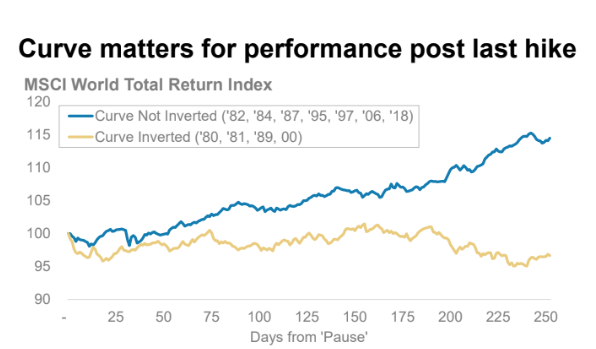 Curve matters for performance post last hike
MSCI World Total Return Index
120
Curve Not Inverted ('82, '84, '87, '95, '97, '06, '18)
Curve Inverted ('80, '81, '89, 00)
115
110
105
100
95
90
- 25 50 75 100 125 150 175 200 225 250
Days from 'Pause'